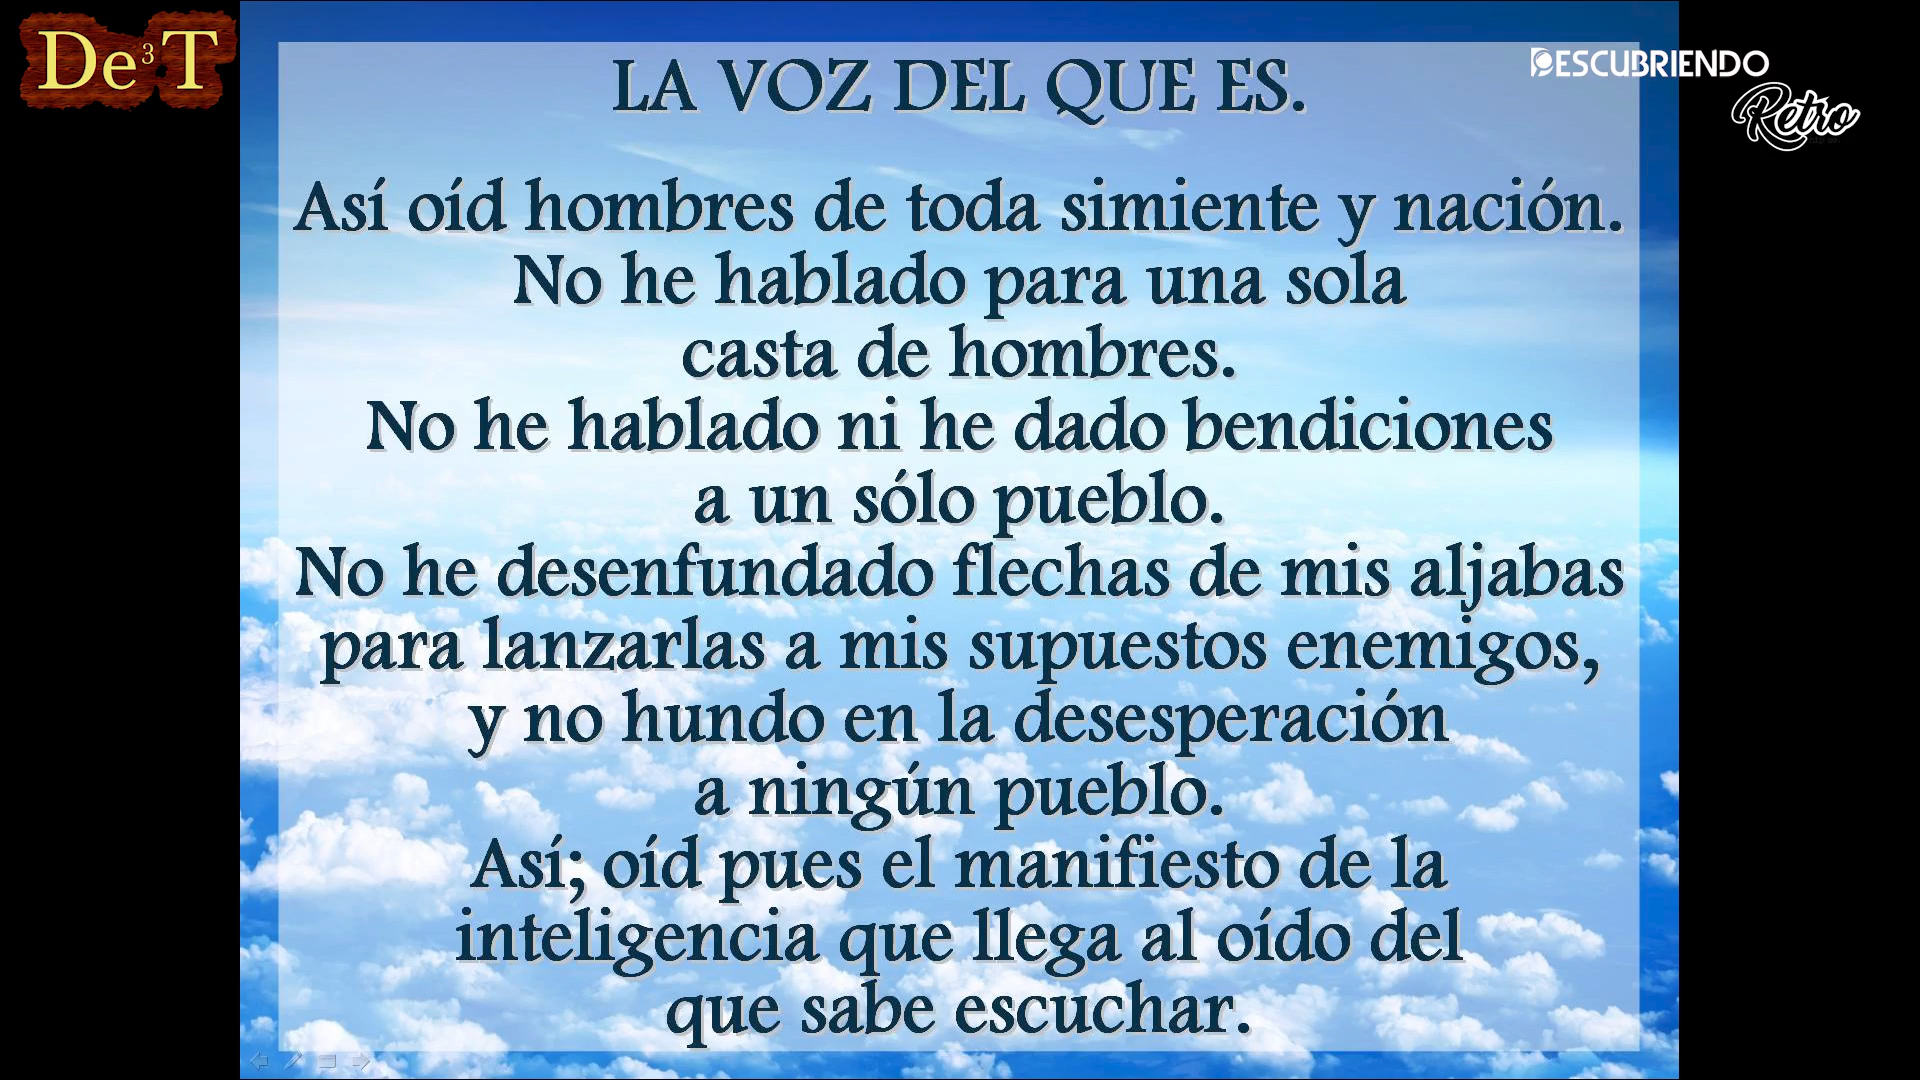 De³T
DESCUBRIENDO
Retro
LA VOZ DEL QUE ES.
Así oíd hombres de toda simiente y nación.
No he hablado para una sola
casta de hombres.
No he hablado ni he dado bendiciones
a un sólo pueblo.
No he desenfundado flechas de mis aljabas
para lanzarlas a mis supuestos enemigos,
y no hundo en la desesperación
a ningún pueblo.
Así; oíd pues el manifiesto de la
inteligencia que llega al oído del
que sabe escuchar.